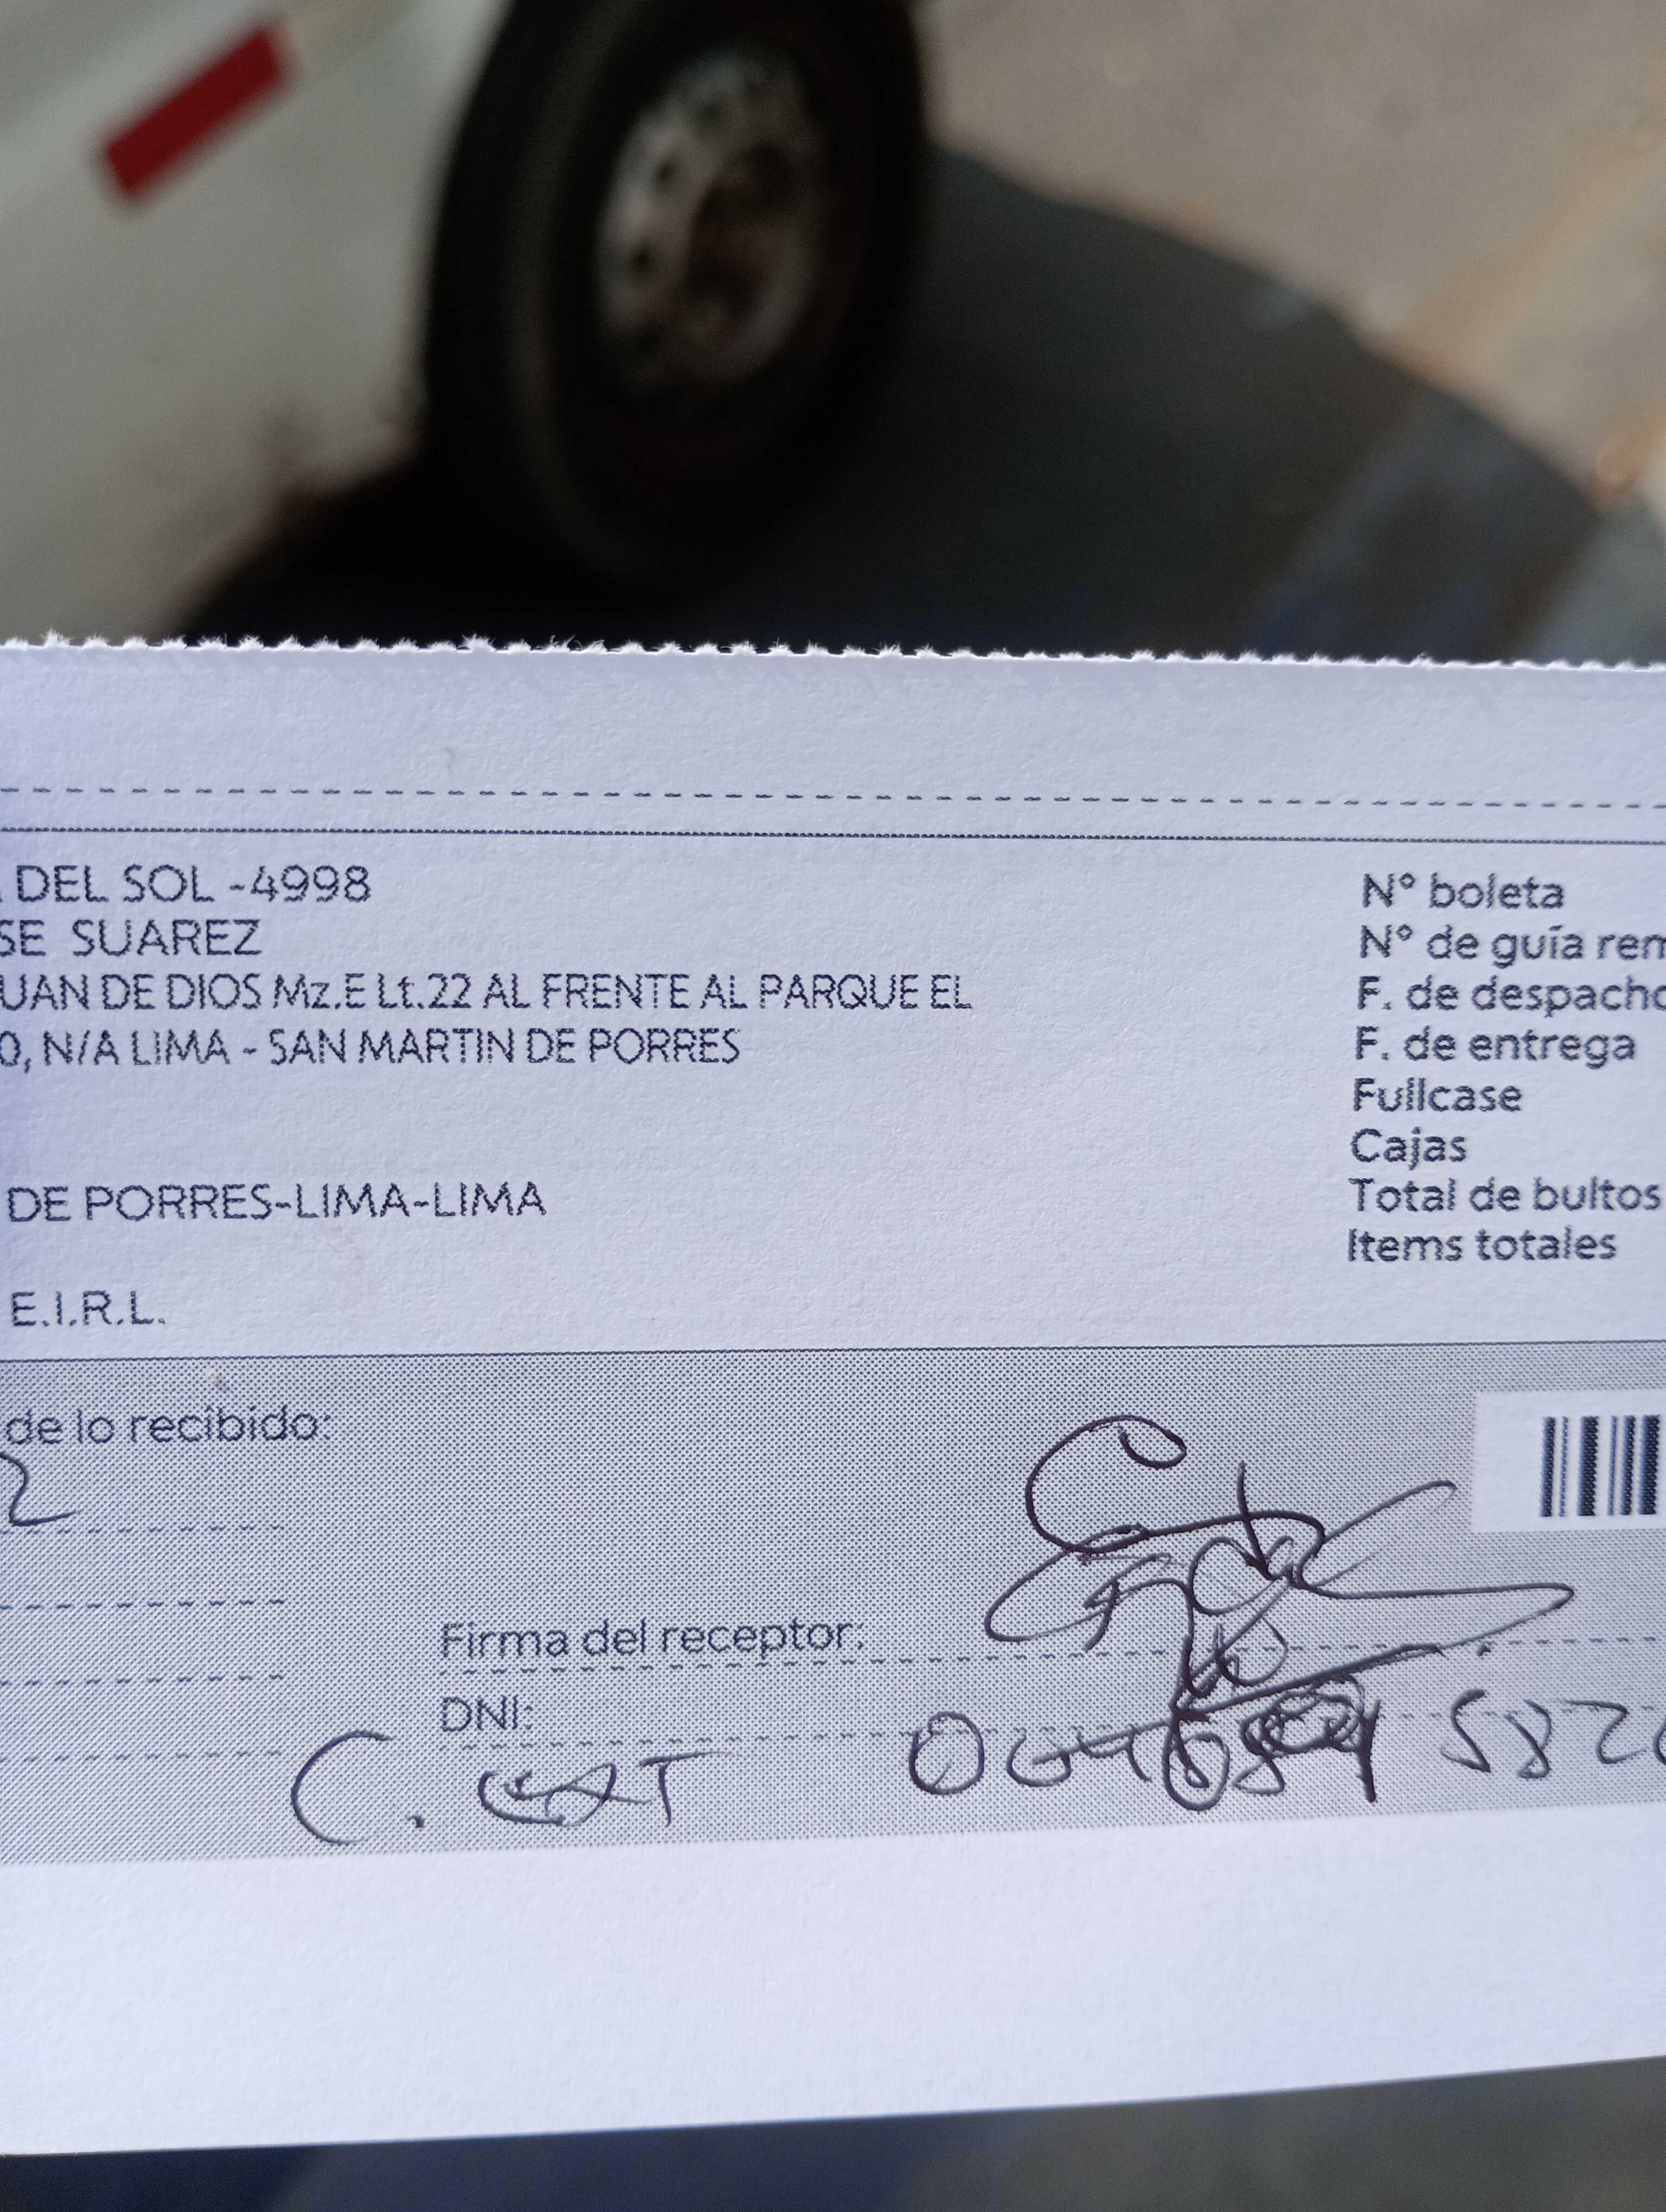 DEL SOL -4998
SE SUAREZ
UAN DE DIOS Mz.E Lt.22 AL FRENTE AL PARQUE EL
0, N/A LIMA - SAN MARTIN DE PORRES
DE PORRES-LIMA-LIMA
E.I.R.L.
N° boleta
N° de guía rem
F. de despacho
F. de entrega
Fullcase
Cajas
Total de bultos
Items totales
de lo recibido:
2
Firma del receptor:
DNI:
C.